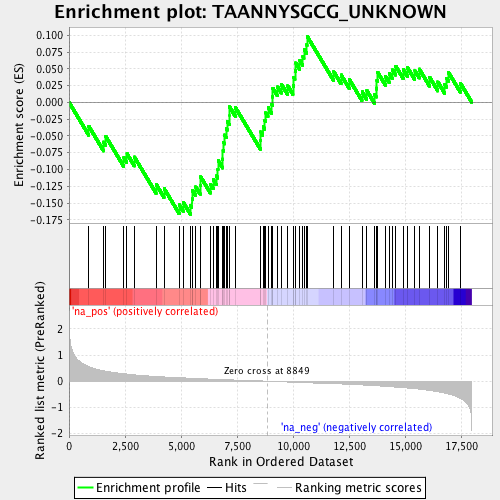 Enrichment plot: TAANNYSGCG_UNKNOWN
Enrichment score (ES)
0.100
0.075
0.050
0.025
0.000
-0.025
-0.050
-0.075
-0.100
-0.125
-0.150
-0.175
'na_pos' (positively correlated)
Ranked list metric (PreRanked)
2
1
0
-1
-2
Zero cross at 8849
'na_neg' (negatively correlated)
0
2,500
5,000
7,500
10,000
12,500
15,000
17,500
Rank in Ordered Dataset
Enrichment profile
Hits
Ranking metric scores